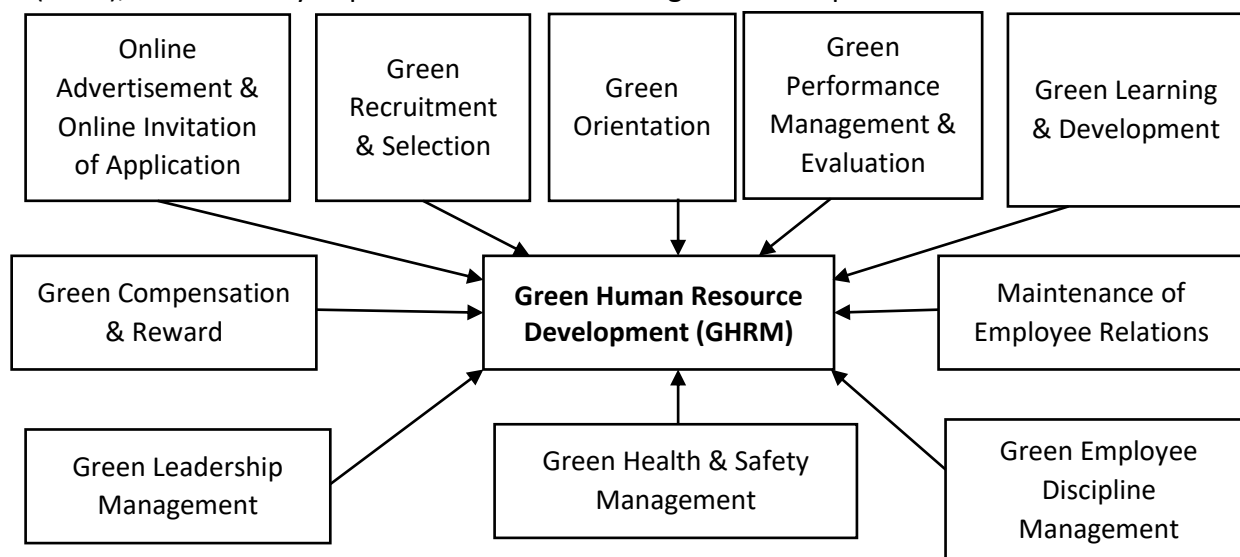 Online
Advertisement &
Online Invitation
of Application
Green
Recruitment
& Selection
Green
Orientation
Green
Performance
Management &
Evaluation
Green Learning
& Development
Green Compensation
& Reward
Green Human Resource
Development (GHRM)
Maintenance of
Employee Relations
Green Leadership
Management
Green Health & Safety
Management
Green Employee
Discipline
Management